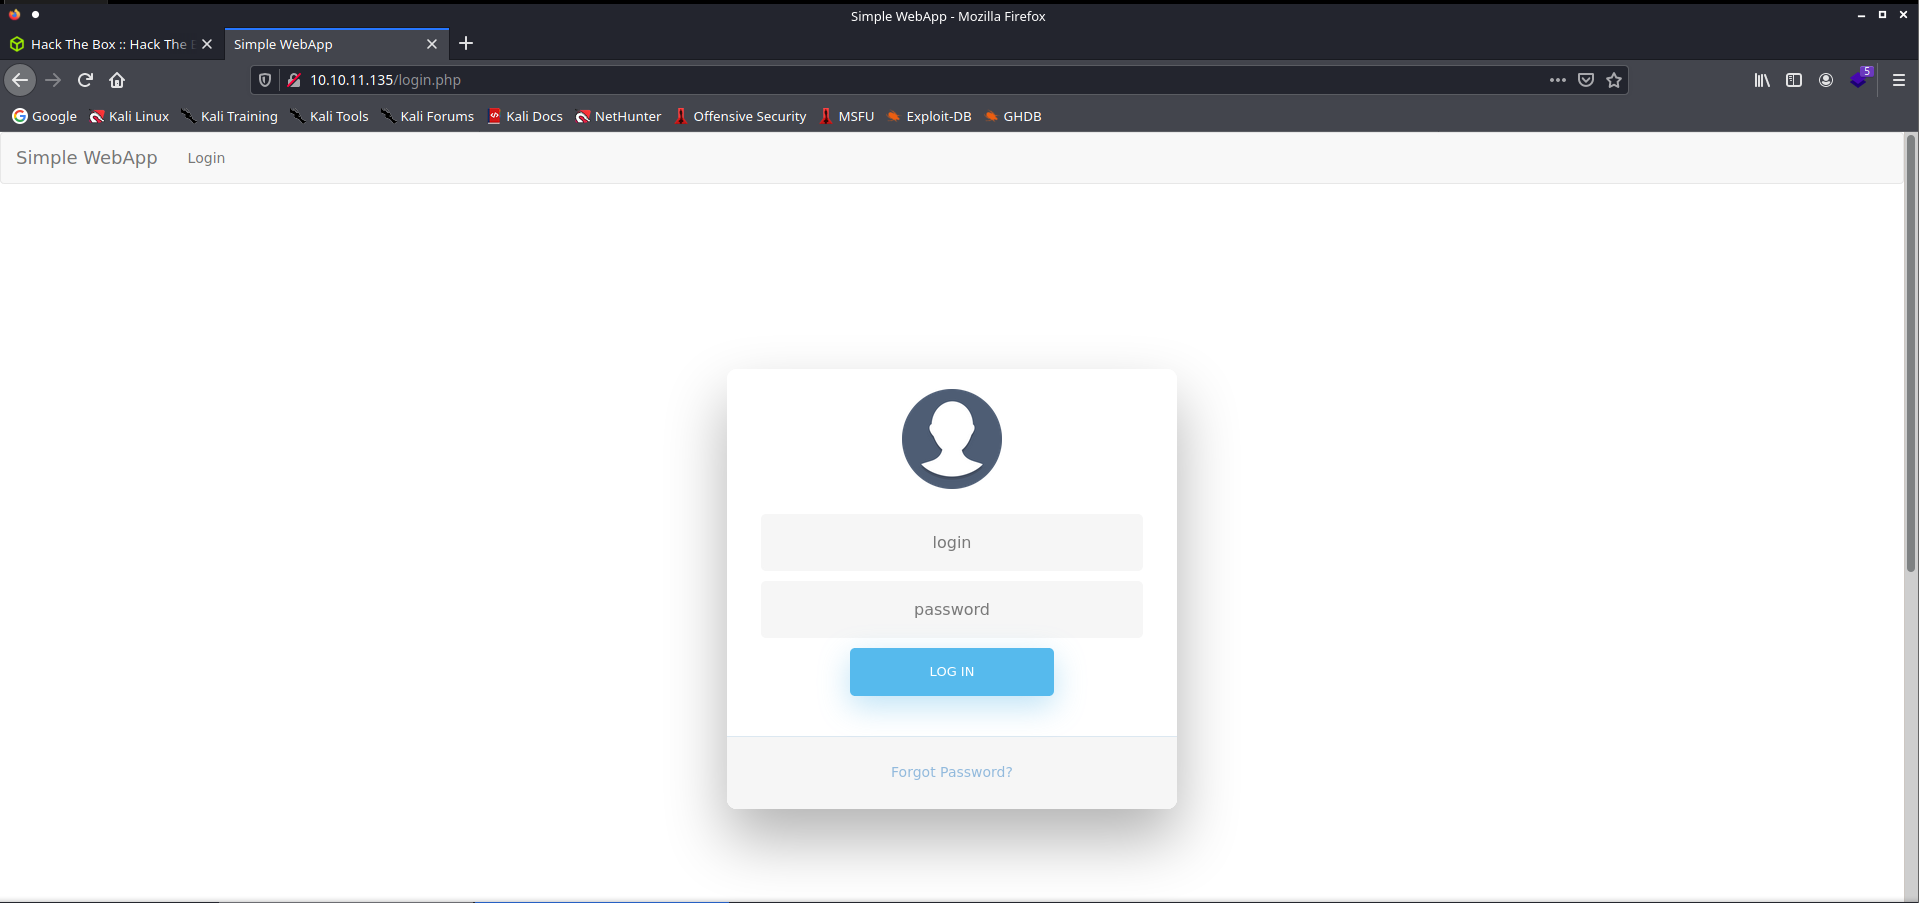 Simple WebApp - Mozilla Firefox
Hack The Box :: Hack The Simple WebApp
10.10.11.135/login.php
5
Google Kali Linux Kali Training Kali Tools Kali Forums Kali Docs NetHunter Offensive Security MSFU Exploit-DB GHDB
Simple WebApp Login
login
password
LOG IN
Forgot Password?